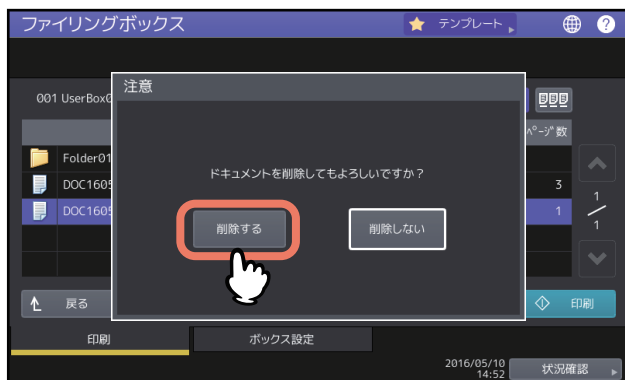 ファイリングボックス
テンプレート
?
001 UserBox0
注意
ページ数
Folder01
ドキュメントを削除してもよろしいですか？
DOC1605
3
1
DOC1605
1
1
削除する
削除しない
戻る
印刷
印刷
ボックス設定
2016/05/10
14:52
状況確認